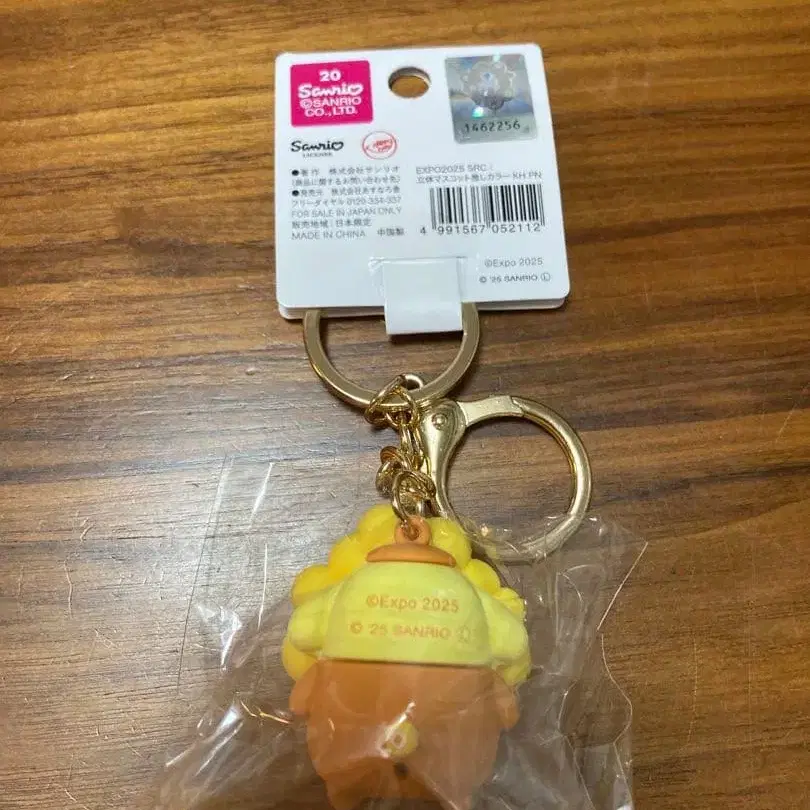 20
Sanrio
©SANRIO
CO., LTD.
1462256
Sanrio
LICENSE
●著作 株式会社サンリオ
(商品に関するお問い合わせ先)
●発売元 株式会社あすなろ舎
フリーダイヤル 0120-334-337
FOR SALE IN JAPAN ONLY
販売地域:日本限定
MADE IN CHINA 中国製
EXPO2025 SRC
立体マスコット推しカラー KH PN
4 991567 052112
©Expo 2025
© '25 SANRIO Ⓛ
©Expo 2025
© '25 SANRIO Ⓛ